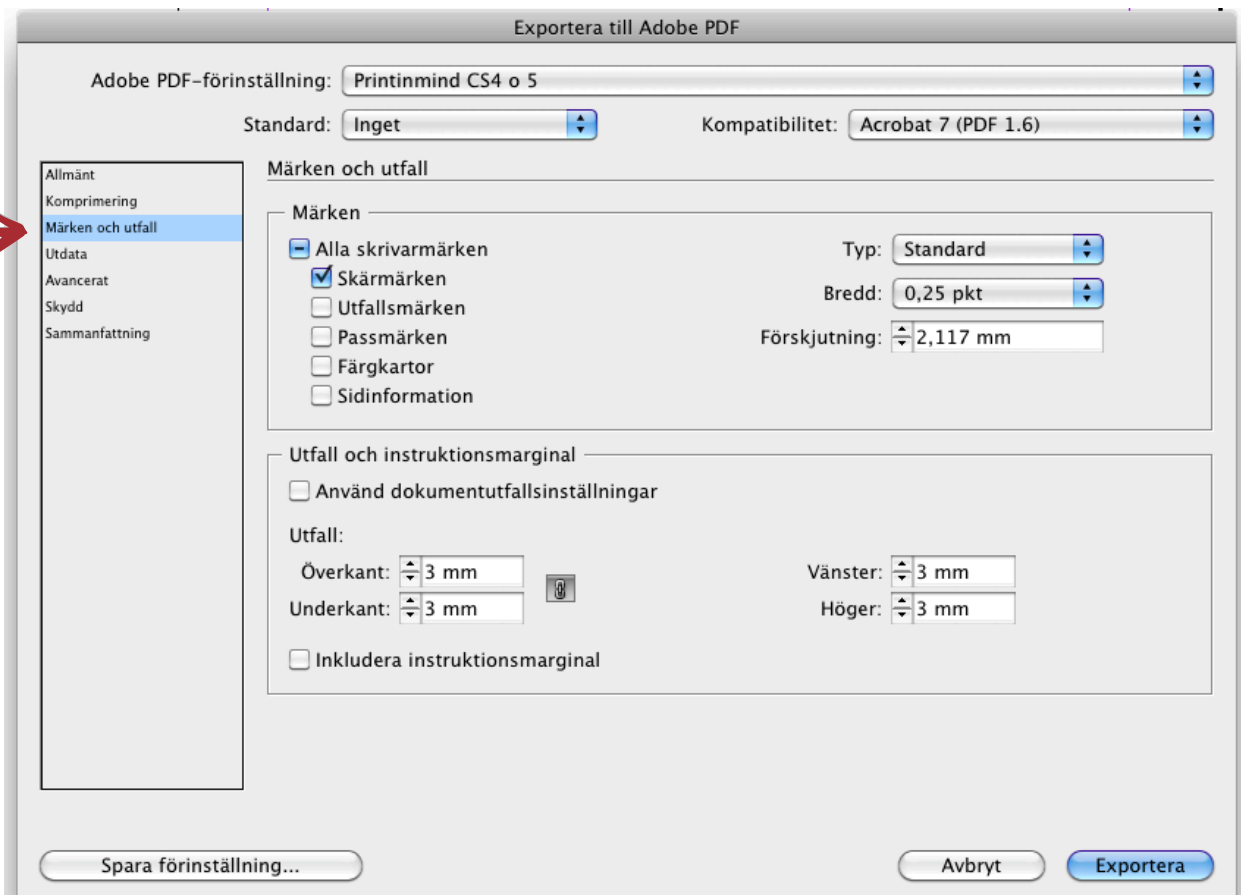 Exportera till Adobe PDF
Adobe PDF-förinställning: Printinmind CS4 o 5
Standard: Inget Kompatibilitet: Acrobat 7 (PDF 1.6)
Allmänt
Komprimering
Märken och utfall
Utdata
Avancerat
Skydd
Sammanfattning
Märken och utfall
Märken
Alla skrivarmärken
Skärmärken
Utfallsmärken
Passmärken
Färgkartor
Sidinformation
Typ: Standard
Bredd: 0,25 pkt
Förskjutning: 2,117 mm
Utfall och instruktionsmarginal
Använd dokumentutfallsinställningar
Utfall:
Överkant: 3 mm Vänster: 3 mm
Underkant: 3 mm Höger: 3 mm
Inkludera instruktionsmarginal
Spara förinställning... Avbryt Exportera